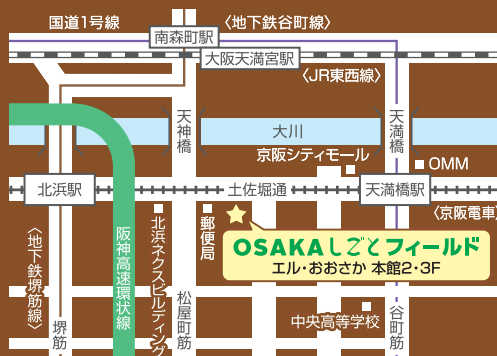 国道1号線
〈地下鉄谷町線〉
南森町駅
大阪天満宮駅
〈JR東西線〉
天神橋
大川
天満橋
京阪シティモール
OMM
北浜駅
土佐堀通
天満橋駅
〈京阪電車〉
〈地下鉄堺筋線〉
阪神高速環状線
北浜ネクスビルディング
郵便局
OSAKAしごとフィールド
エル・おおさか 本館2・3F
堺筋
松屋町筋
中央高等学校
谷町筋